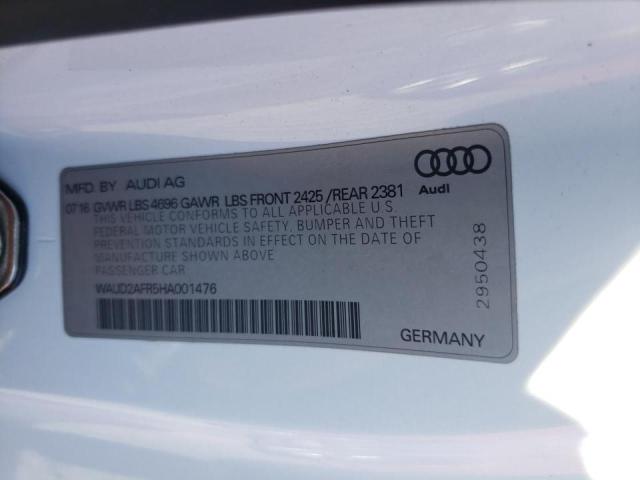 MFD. BY AUDI AG
07 16 GVWR LBS 4696 GAWR LBS FRONT 2425 / REAR 2381
THIS VEHICLE CONFORMS TO ALL APPLICABLE U.S.
FEDERAL MOTOR VEHICLE SAFETY, BUMPER AND THEFT
PREVENTION STANDARDS IN EFFECT ON THE DATE OF
MANUFACTURE SHOWN ABOVE
PASSENGER CAR
WAUD2AFR5HA001476
Audi
2950438
GERMANY